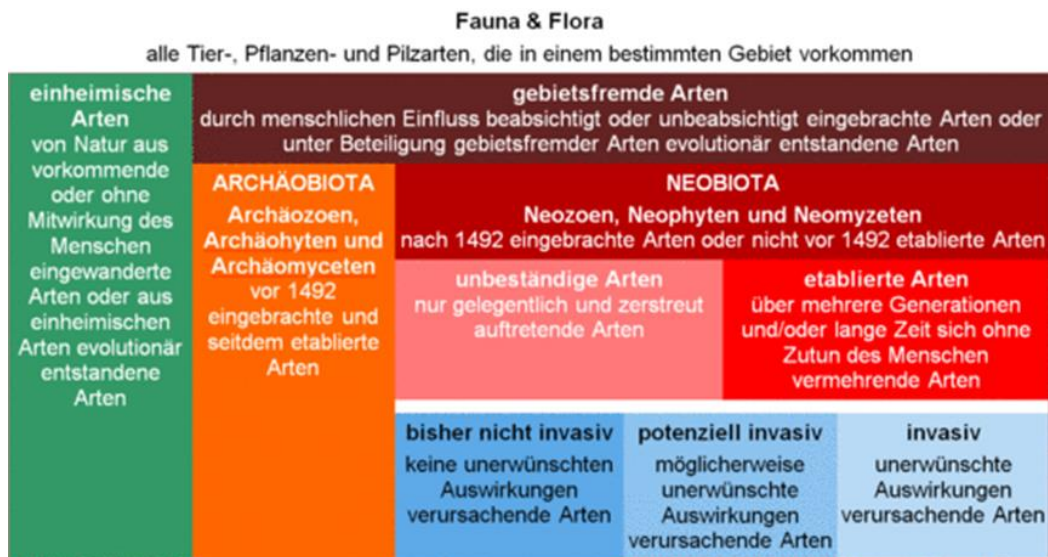 Fauna & Flora
alle Tier-, Pflanzen- und Pilzarten, die in einem bestimmten Gebiet vorkommen
einheimische
Arten
von Natur aus
vorkommende
oder ohne
Mitwirkung des
Menschen
eingewanderte
Arten oder aus
einheimischen
Arten evolutionär
entstandene
Arten
gebietsfremde Arten
durch menschlichen Einfluss beabsichtigt oder unbeabsichtigt eingebrachte Arten oder
unter Beteiligung gebietsfremder Arten evolutionär entstandene Arten
ARCHÄOBIOTA
Archäozoen,
Archäohyten und
Archäomyceten
vor 1492
eingebrachte und
seitdem etablierte
Arten
NEOBIOTA
Neozoen, Neophyten und Neomyzeten
nach 1492 eingebrachte Arten oder nicht vor 1492 etablierte Arten
unbeständige Arten
nur gelegentlich und zerstreut
auftretende Arten
etablierte Arten
über mehrere Generationen
und/oder lange Zeit sich ohne
Zutun des Menschen
vermehrende Arten
bisher nicht invasiv
keine unerwünschten
Auswirkungen
verursachende Arten
potenziell invasiv
möglicherweise
unerwünschte
Auswirkungen
verursachende Arten
invasiv
unerwünschte
Auswirkungen
verursachende Arten